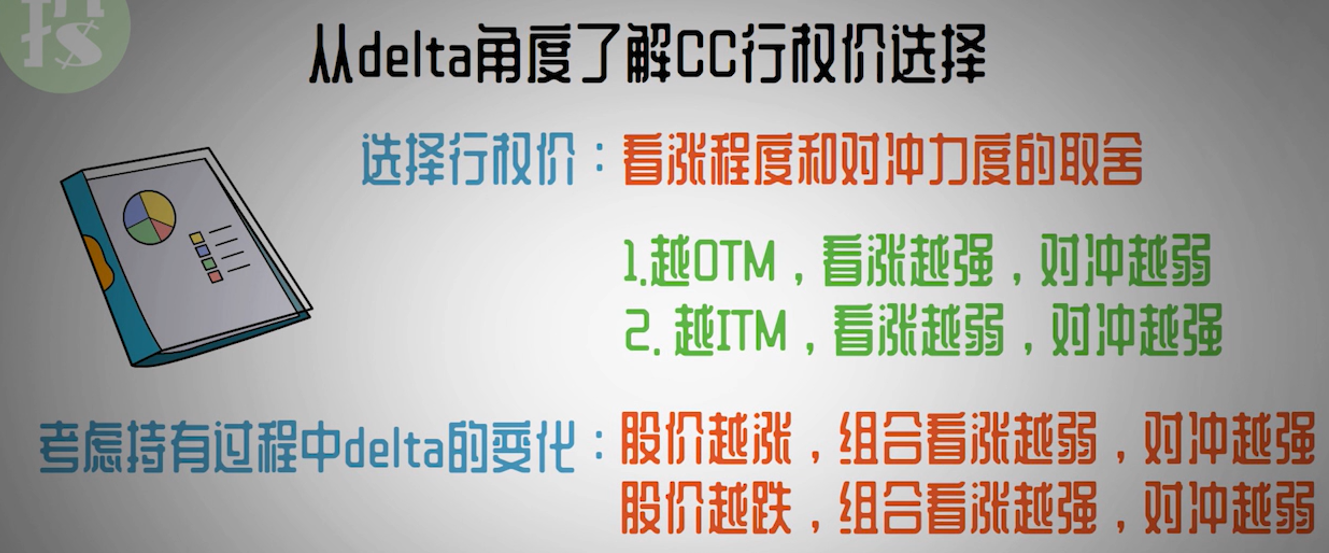 从delta角度了解CC行权价选择
选择行权价：看涨程度和对冲力度的取舍
1.越OTM，看涨越强，对冲越弱
2. 越ITM，看涨越弱，对冲越强
考虑持有过程中delta的变化：股价越涨，组合看涨越弱，对冲越强
股价越跌，组合看涨越强，对冲越弱